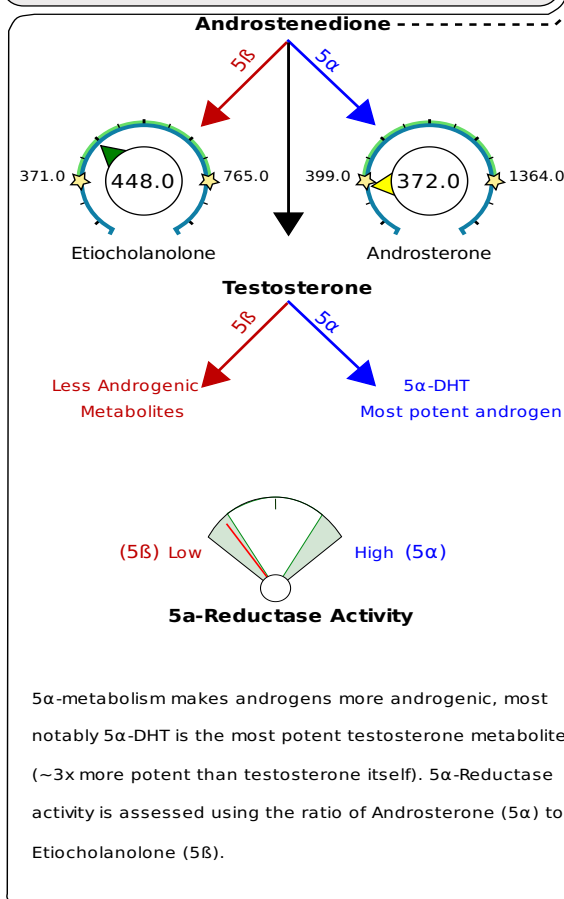 Androstenedione
5ß 5α
371.0 448.0 765.0 399.0 372.0 1364.0
Etiocholanolone Androsterone
Testosterone
5ß 5α
Less Androgenic 5α-DHT
Metabolites Most potent androgen
(5ß) Low High (5α)
5a-Reductase Activity
5α-metabolism makes androgens more androgenic, most
notably 5α-DHT is the most potent testosterone metabolite
(~3x more potent than testosterone itself). 5α-Reductase
activity is assessed using the ratio of Androsterone (5α) to
Etiocholanolone (5ß).